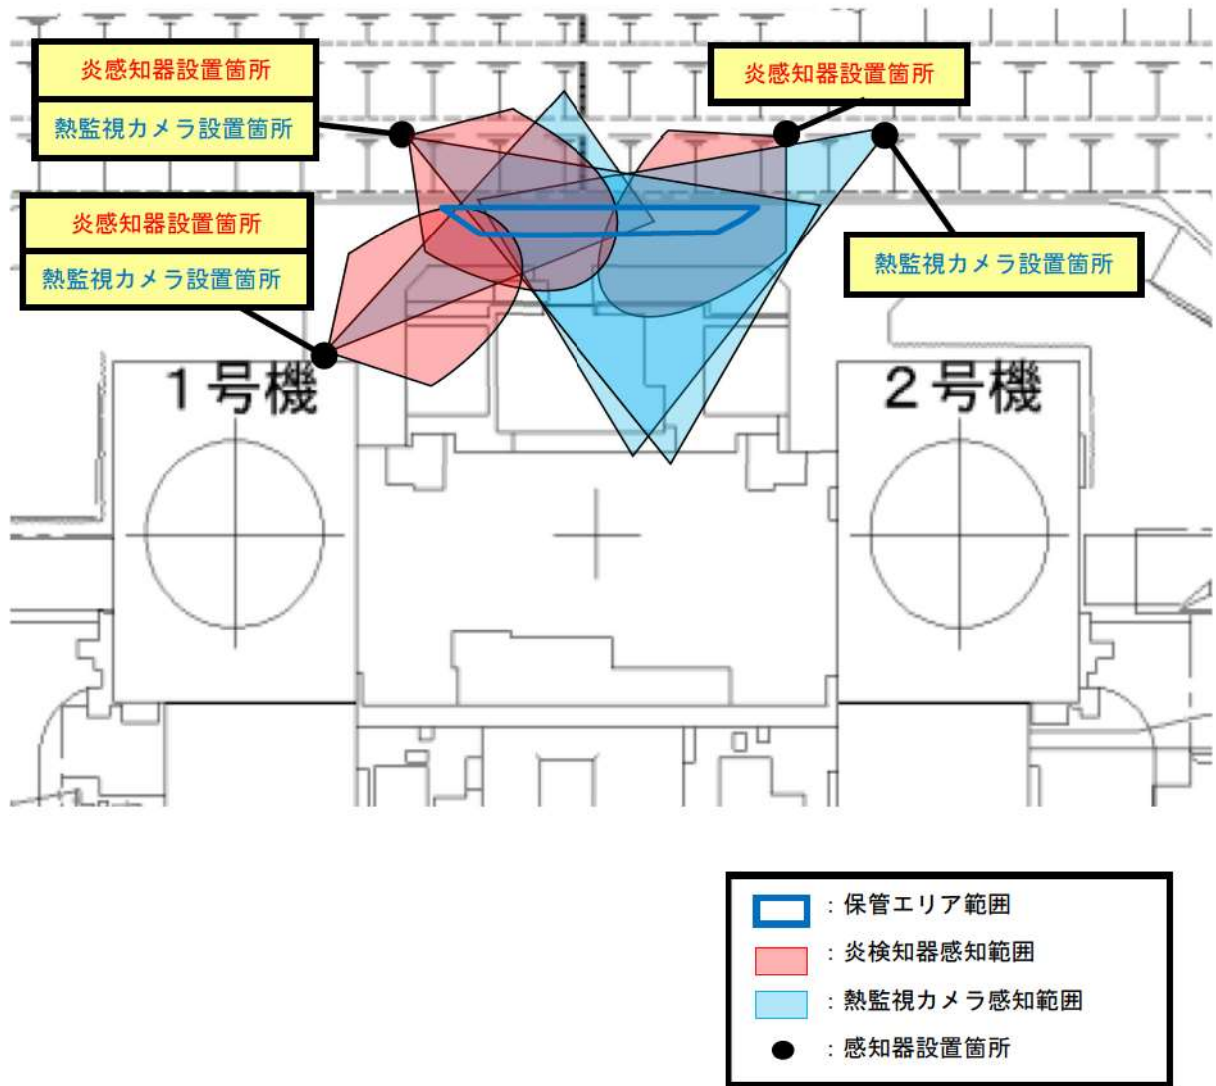 炎感知器設置箇所
熱監視カメラ設置箇所
炎感知器設置箇所
炎感知器設置箇所
熱監視カメラ設置箇所
熱監視カメラ設置箇所
1号機
2号機
：保管エリア範囲
：炎検知器感知範囲
：熱監視カメラ感知範囲
：感知器設置箇所